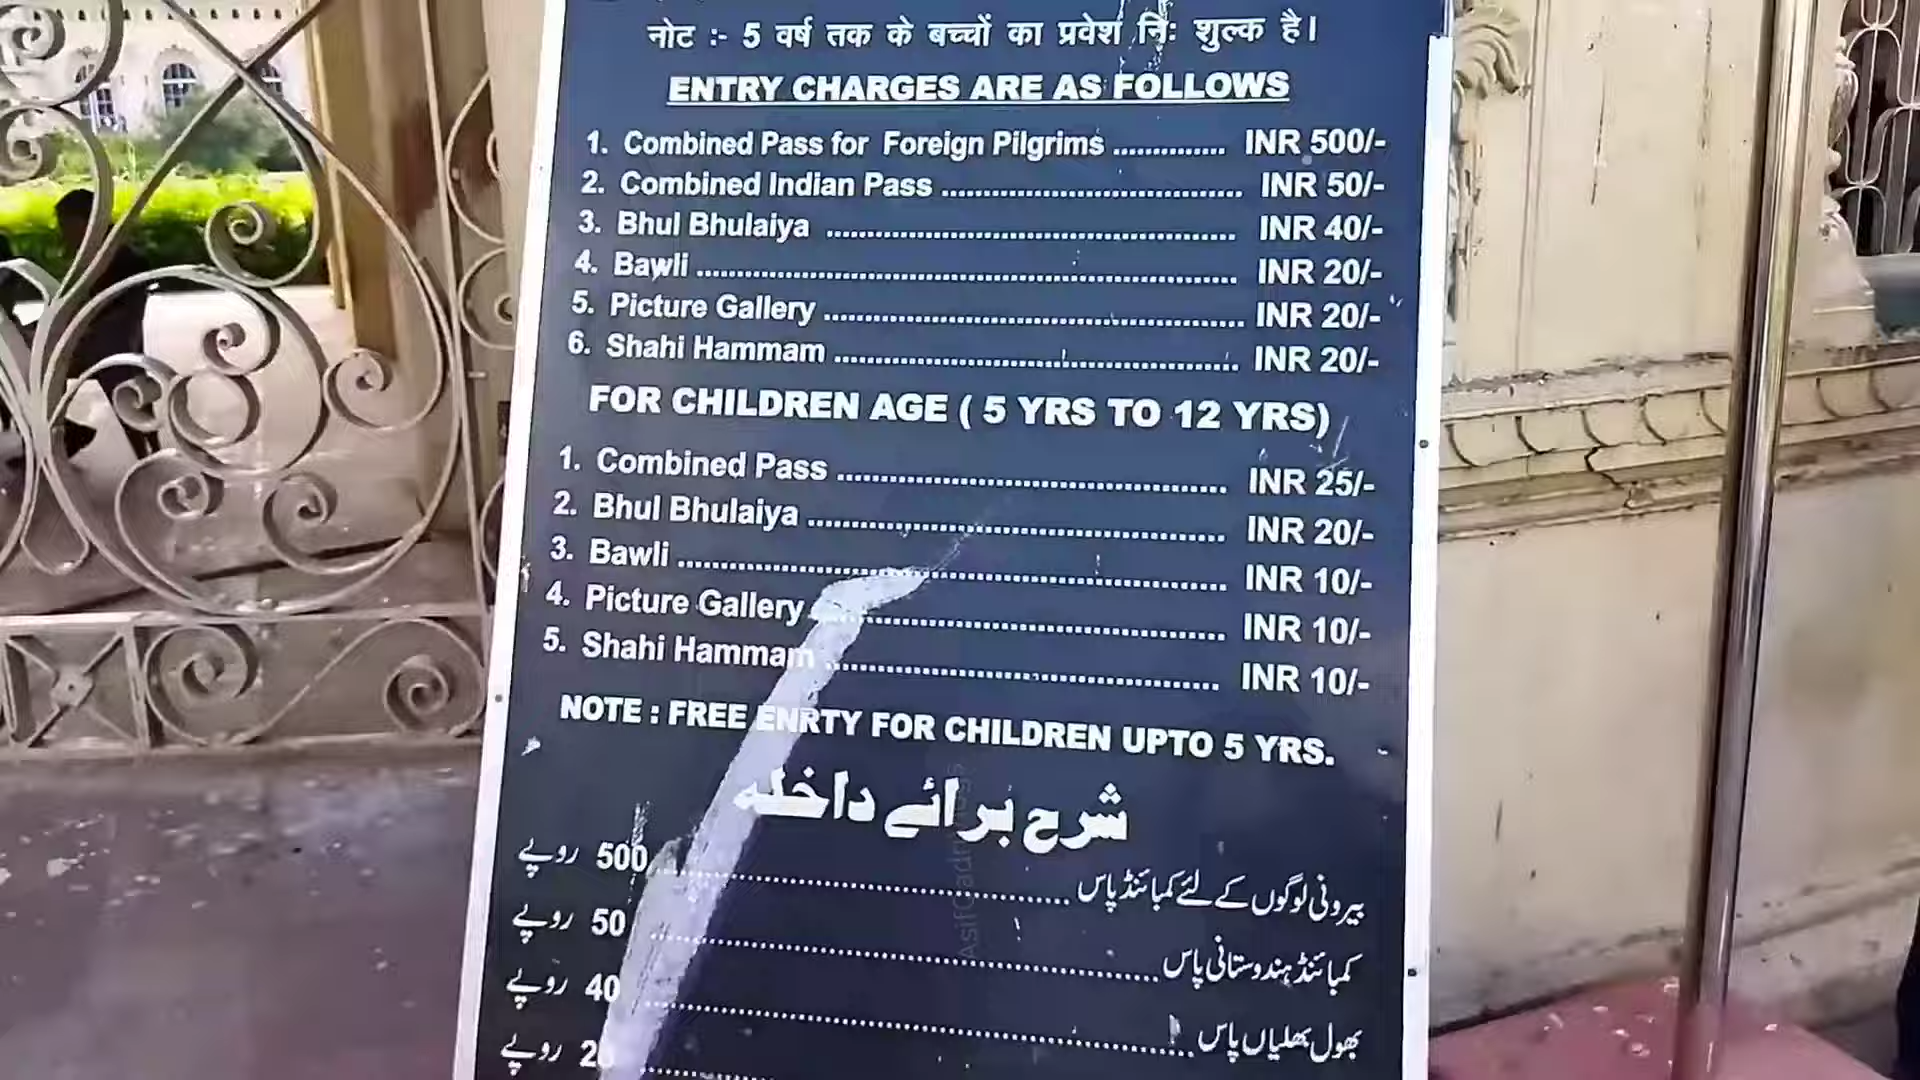 नोट :- 5 वर्ष तक के बच्चों का प्रवेश नि: शुल्क है।
ENTRY CHARGES ARE AS FOLLOWS
1. Combined Pass for Foreign Pilgrims .............. INR 500/-
2. Combined Indian Pass .................................... INR 50/-
3. Bhul Bhulaiya .................................................. INR 40/-
4. Bawli .................................................................. INR 20/-
5. Picture Gallery ................................................... INR 20/-
6. Shahi Hammam ................................................. INR 20/-
FOR CHILDREN AGE ( 5 YRS TO 12 YRS)
1. Combined Pass ............................................... INR 25/-
2. Bhul Bhulaiya .................................................. INR 20/-
3. Bawli .................................................................. INR 10/-
4. Picture Gallery ................................................... INR 10/-
5. Shahi Hammam ................................................ INR 10/-
NOTE : FREE ENRTY FOR CHILDREN UPTO 5 YRS.
شرح برائے داخلہ
بیرونی لوگوں کے لئے کمبائنڈ پاس .................................................. 500 روپے
کمبائنڈ ہندوستانی پاس .................................................. 50 روپے
بھول بھلیاں پاس .................................................. 40 روپے
20 روپے
AsifQadri